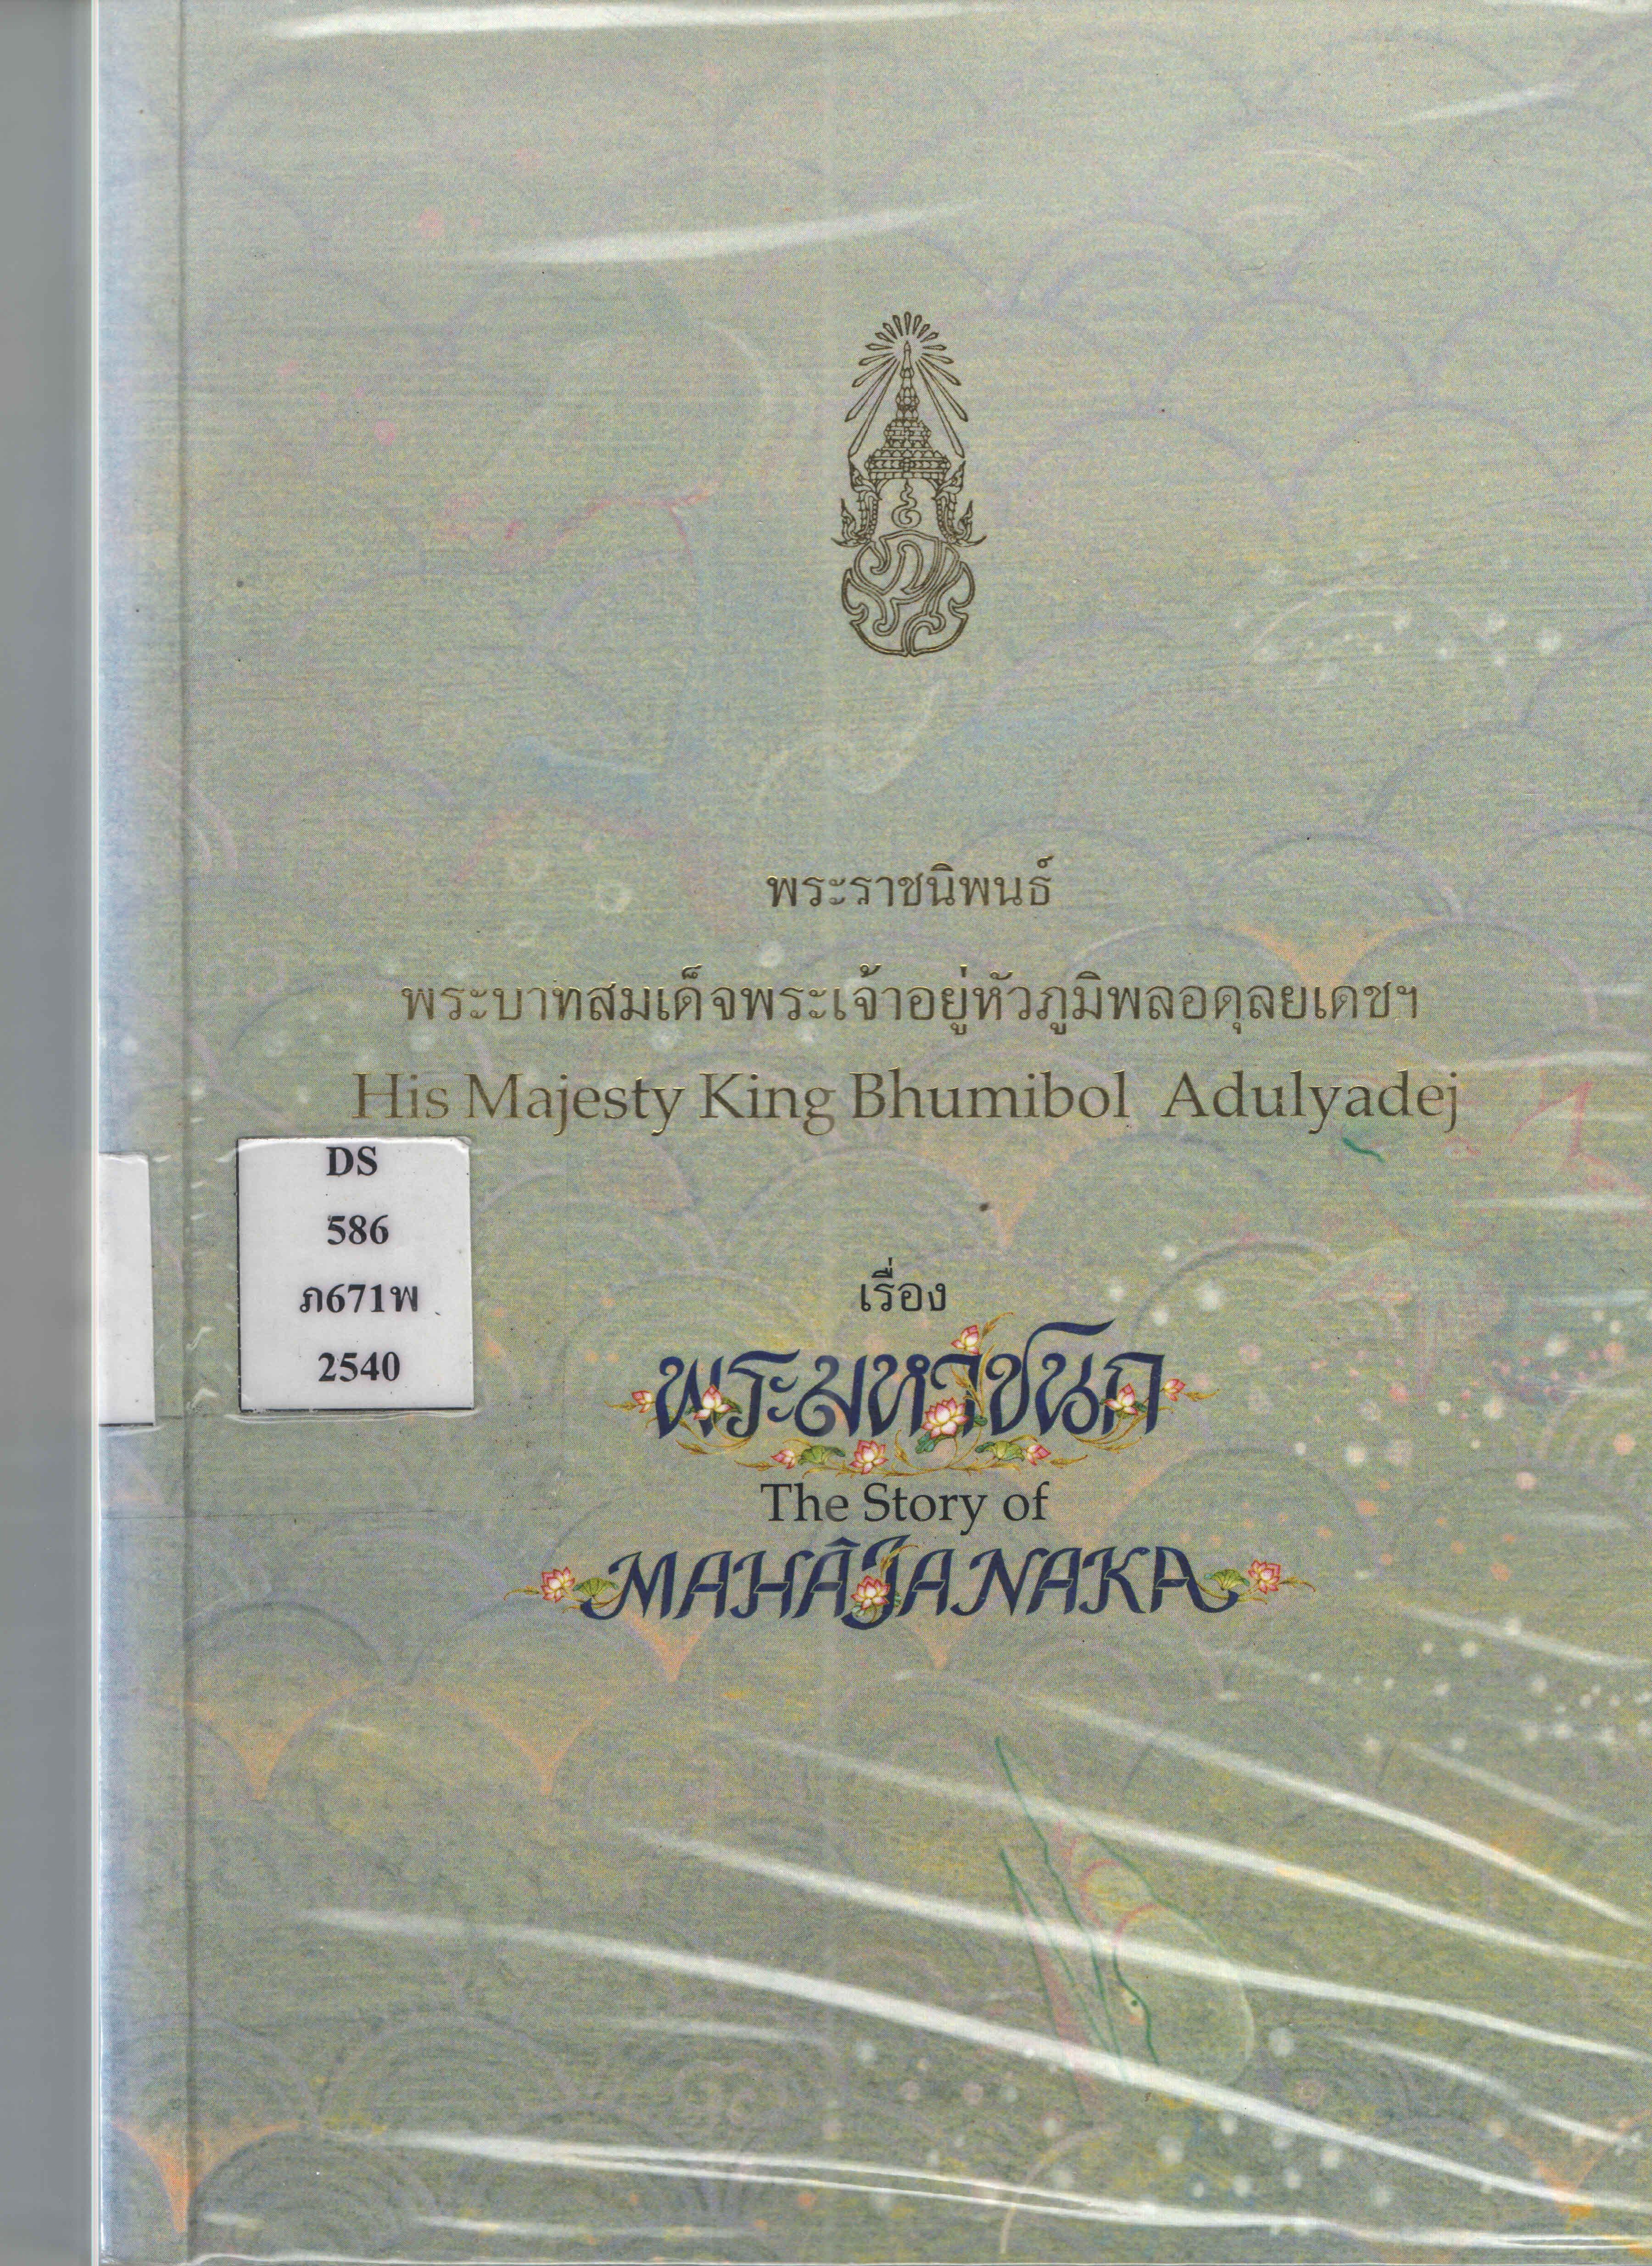 พระราชนิพนธ์
พระบาทสมเด็จพระเจ้าอยู่หัวภูมิพลอดุลยเดชฯ
His Majesty King Bhumibol Adulyadej
DS
586
ภ671พ
2540
เรื่อง
พระมหาชนก
The Story of
MAHÂJANAKA